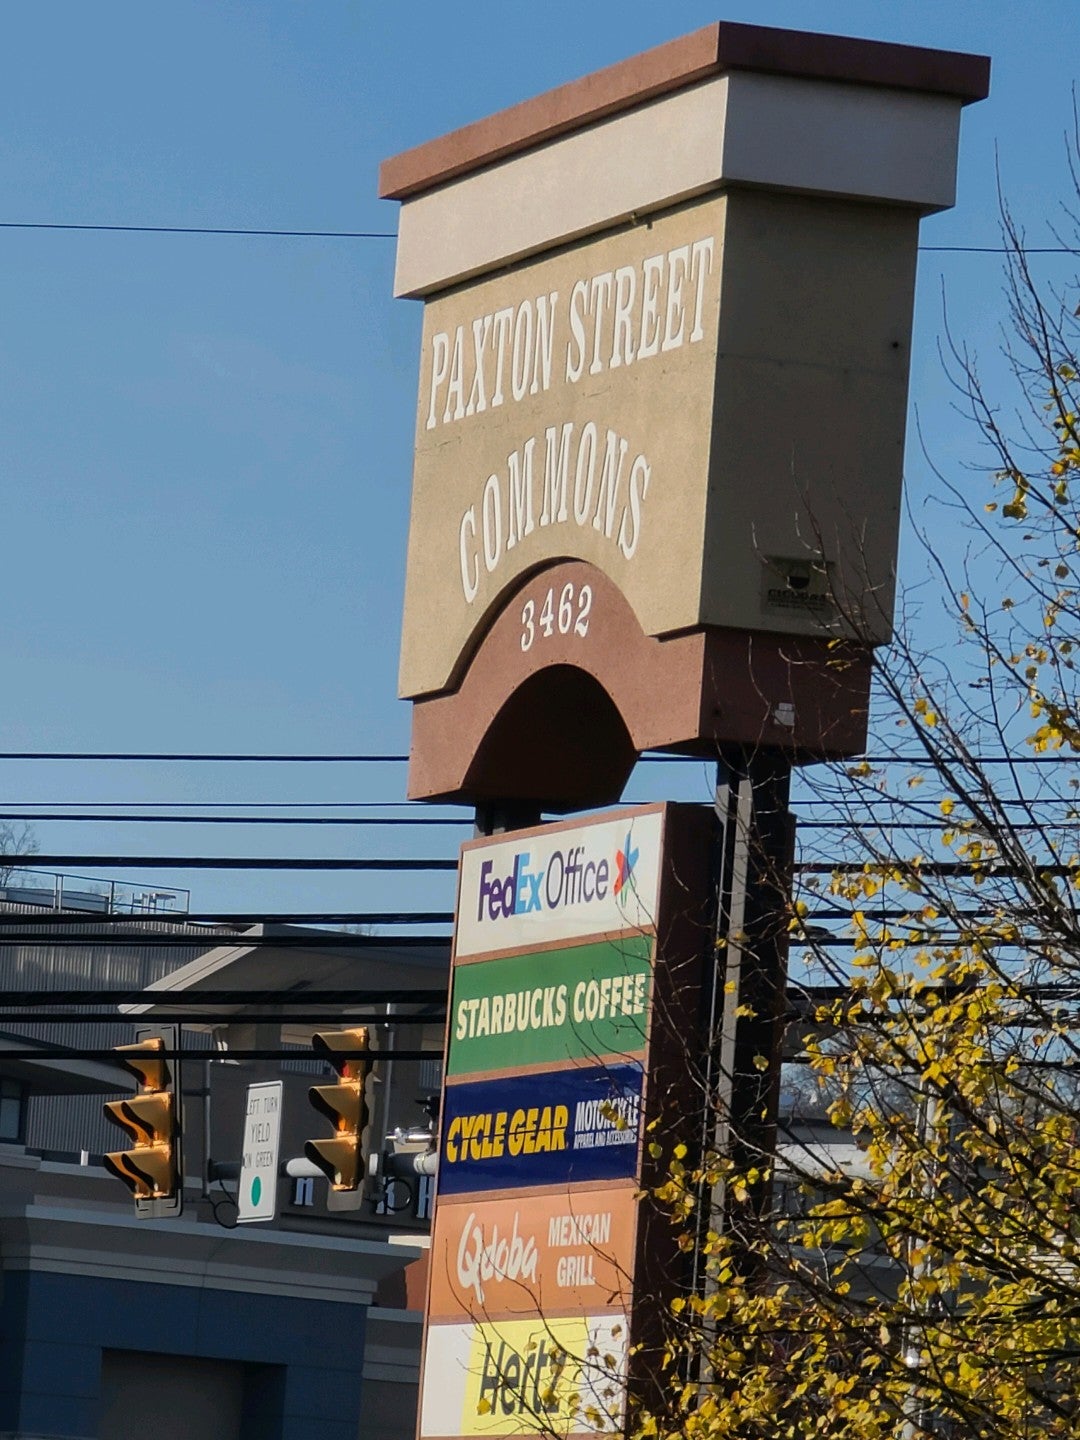 PAXTON STREET
COMMONS
3462
FedEx Office
STARBUCKS COFFEE
CYCLE GEAR
MOTORCYCLE
APPAREL AND ACCESSORIES
Qdoba
MEXICAN
GRILL
Hertz
LEFT TURN
YIELD
ON GREEN